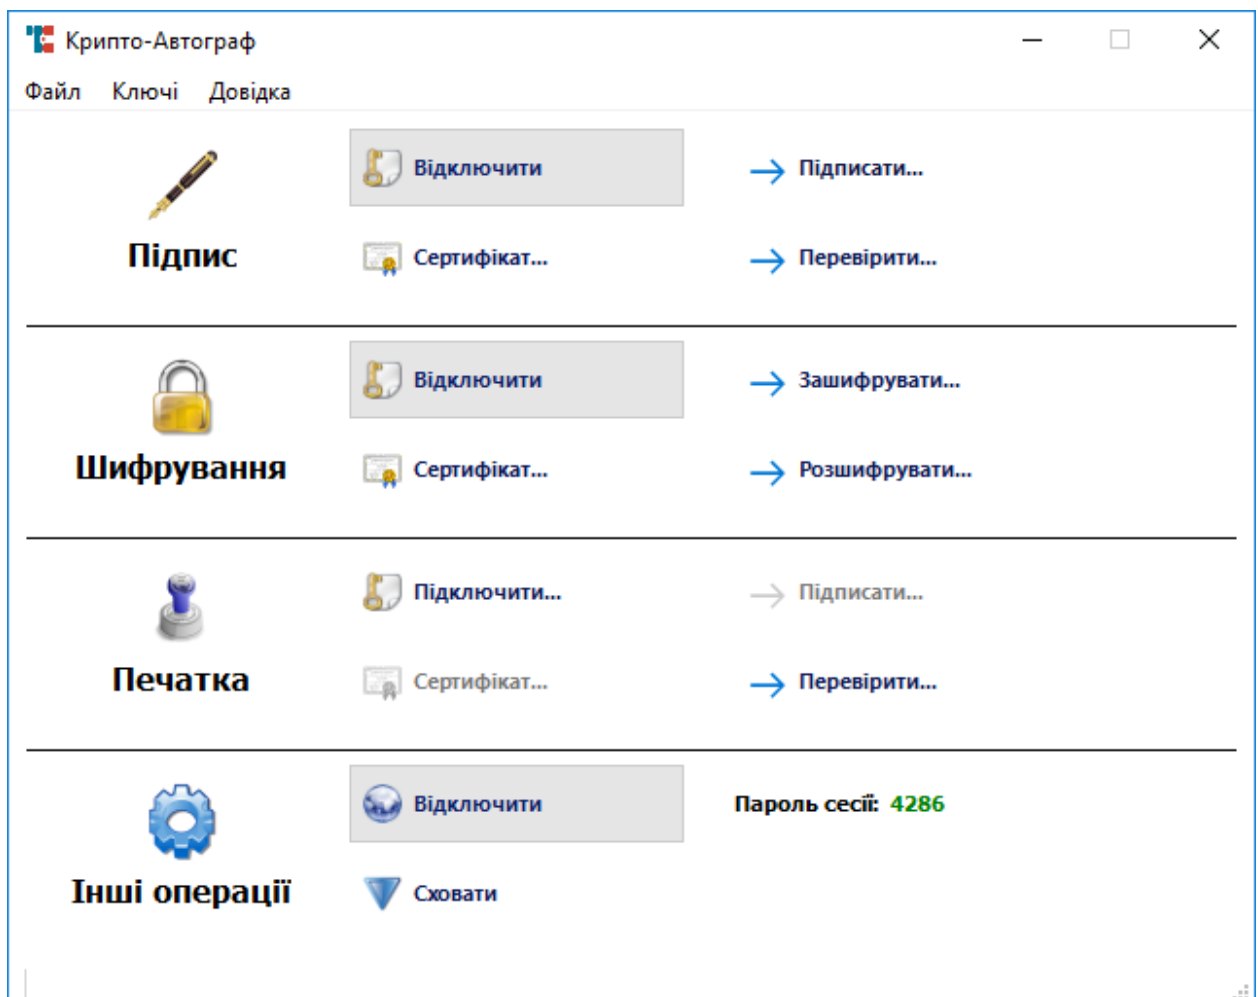 Крипто-Автограф
Файл Ключі Довідка
Відключити Підписати...
Підпис
Сертифікат... Перевірити...
Відключити Зашифрувати...
Шифрування
Сертифікат... Розшифрувати...
Підключити... Підписати...
Печатка
Сертифікат... Перевірити...
Відключити Пароль сесії: 4286
Інші операції
Сховати